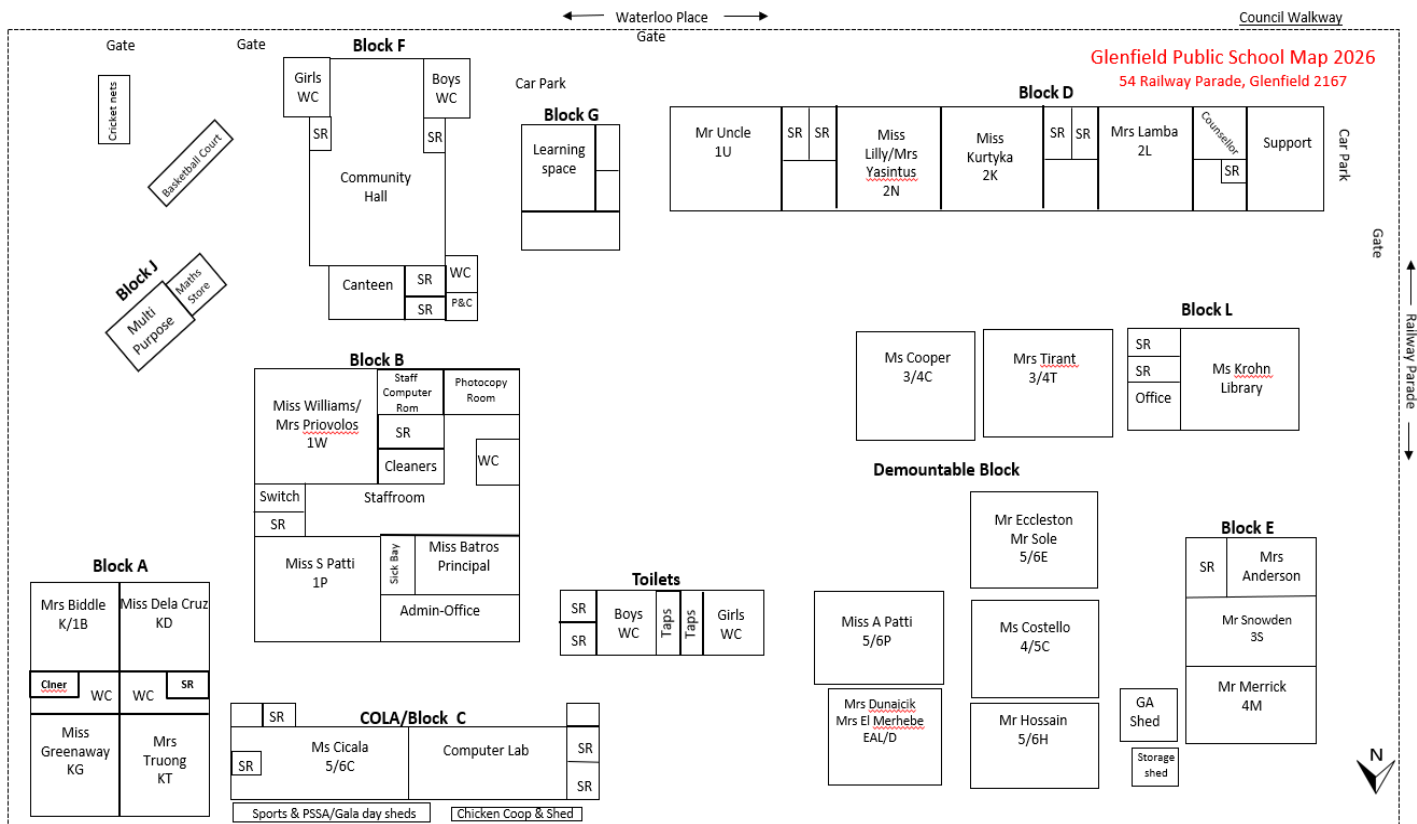 Waterloo Place
Council Walkway
Gate
Gate
Gate
Block F
Glenfield Public School Map 2026
54 Railway Parade, Glenfield 2167
Cricket nets
Basketball Court
Girls
WC
Boys
WC
SR
SR
Community
Hall
Canteen
SR
SR
WC
P&C
Car Park
Block G
Learning
space
Block D
Mr Uncle
1U
SR
SR
Miss
Lilly/Mrs
Yasintus
2N
Miss
Kurtyka
2K
SR
SR
Mrs Lamba
2L
Counsellor
SR
Support
Car Park
Gate
Railway Parade
Block J
Multi
Purpose
Maths
Store
Block B
Miss Williams/
Mrs Priovolos
1W
Staff
Computer
Rom
Photocopy
Room
SR
Cleaners
WC
Switch
SR
Staffroom
Miss S Patti
1P
Sick Bay
Miss Batros
Principal
Admin-Office
Ms Cooper
3/4C
Mrs Tirant
3/4T
Block L
SR
SR
Office
Ms Krohn
Library
Demountable Block
Mr Eccleston
Mr Sole
5/6E
Miss A Patti
5/6P
Ms Costello
4/5C
Mrs Dunaicik
Mrs El Merhebe
EAL/D
Mr Hossain
5/6H
Block E
SR
Mrs
Anderson
Mr Snowden
3S
Mr Merrick
4M
GA
Shed
Storage
shed
N
Block A
Mrs Biddle
K/1B
Miss Dela Cruz
KD
Clner
WC
WC
SR
Miss
Greenaway
KG
Mrs
Truong
KT
Toilets
SR
SR
Boys
WC
Taps
Taps
Girls
WC
COLA/Block C
SR
SR
Ms Cicala
5/6C
Computer Lab
SR
SR
Sports & PSSA/Gala day sheds
Chicken Coop & Shed